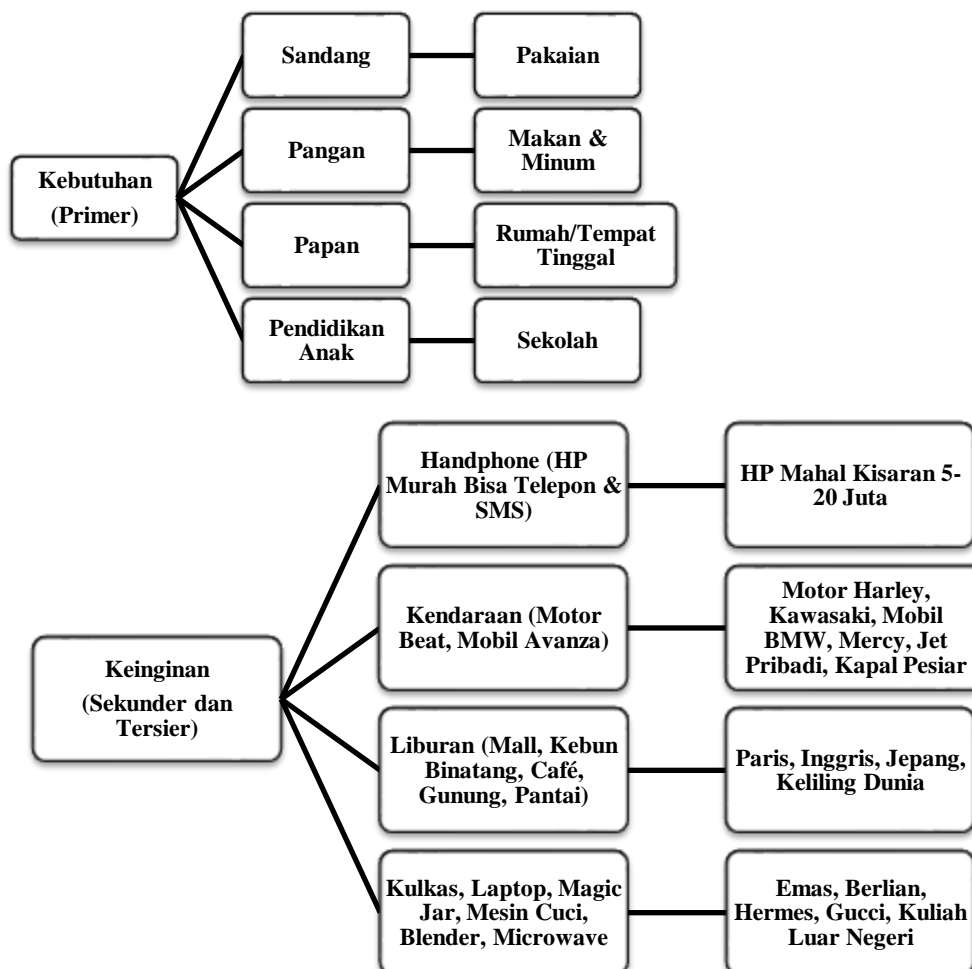 Sandang
Pakaian
Pangan
Makan &
Minum
Kebutuhan
(Primer)
Papan
Rumah/Tempat
Tinggal
Pendidikan
Anak
Sekolah
Handphone (HP
Murah Bisa Telepon &
SMS)
HP Mahal Kisaran 5-
20 Juta
Kendaraan (Motor
Beat, Mobil Avanza)
Motor Harley,
Kawasaki, Mobil
BMW, Mercy, Jet
Pribadi, Kapal Pesiar
Keinginan
(Sekunder dan
Tersier)
Liburan (Mall, Kebun
Binatang, Café,
Gunung, Pantai)
Paris, Inggris, Jepang,
Keliling Dunia
Kulkas, Laptop, Magic
Jar, Mesin Cuci,
Blender, Microwave
Emas, Berlian,
Hermes, Gucci, Kuliah
Luar Negeri